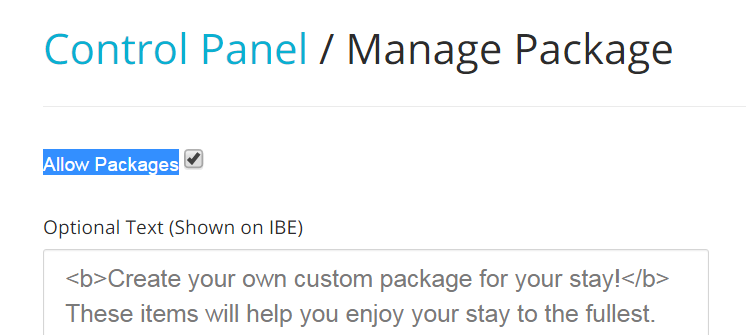 Control Panel / Manage Package
Allow Packages
Optional Text (Shown on IBE)
<b>Create your own custom package for your stay!</b>
These items will help you enjoy your stay to the fullest.